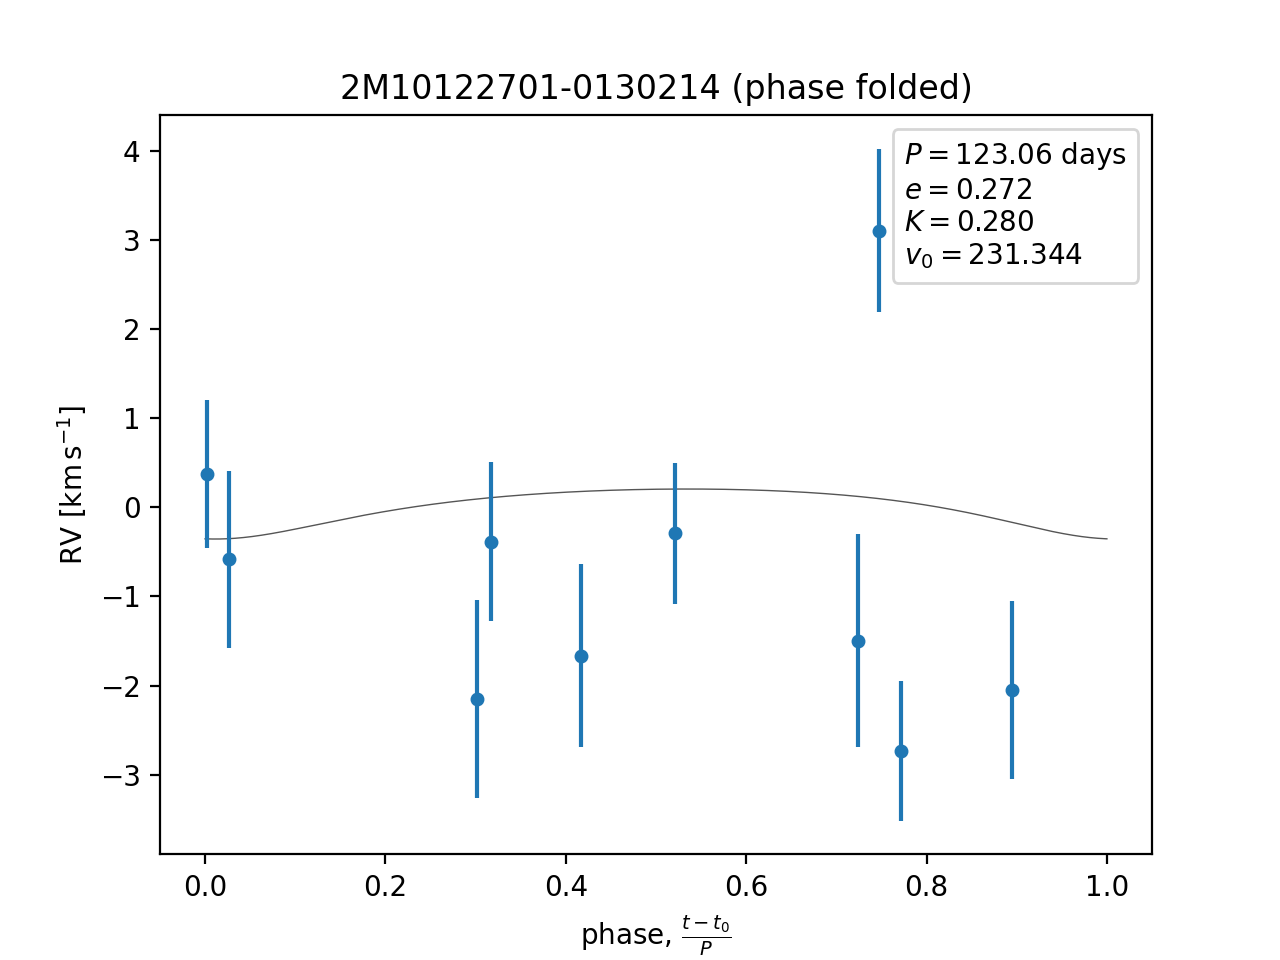 2M10122701-0130214 (phase folded)
P = 123.06 days
e = 0.272
K = 0.280
v₀ = 231.344
4
3
2
1
0
−1
−2
−3
RV [km s⁻¹]
0.0 0.2 0.4 0.6 0.8 1.0
phase, (t − t₀)/P